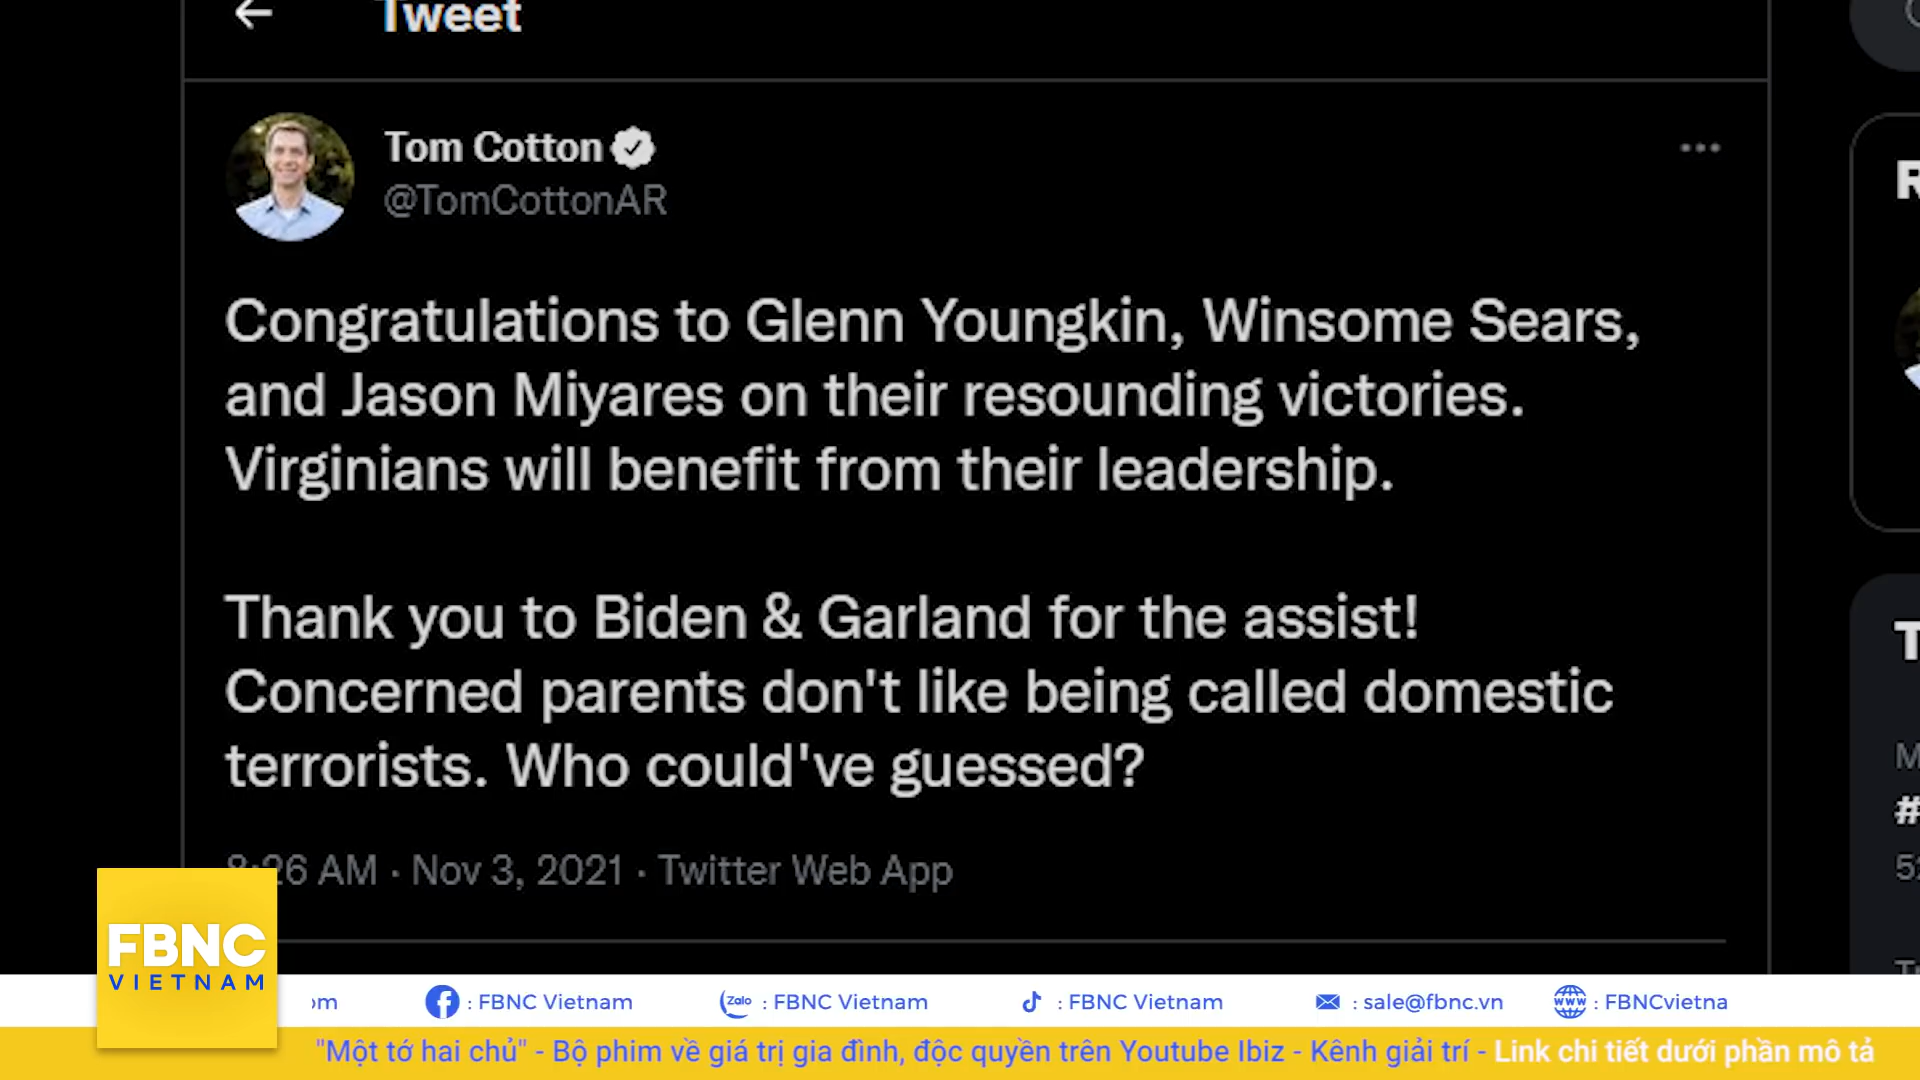 Tweet
Tom Cotton
@TomCottonAR
Congratulations to Glenn Youngkin, Winsome Sears,
and Jason Miyares on their resounding victories.
Virginians will benefit from their leadership.
Thank you to Biden & Garland for the assist!
Concerned parents don't like being called domestic
terrorists. Who could've guessed?
8:26 AM · Nov 3, 2021 · Twitter Web App
FBNC
VIETNAM
om : FBNC Vietnam Zalo : FBNC Vietnam : FBNC Vietnam : sale@fbnc.vn www : FBNCvietna
"Một tớ hai chủ" - Bộ phim về giá trị gia đình, độc quyền trên Youtube Ibiz - Kênh giải trí - Link chi tiết dưới phần mô tả